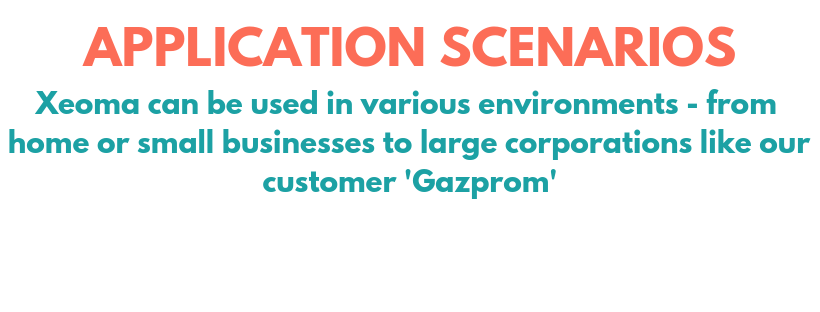 APPLICATION SCENARIOS
Xeoma can be used in various environments - from
home or small businesses to large corporations like our
customer 'Gazprom'